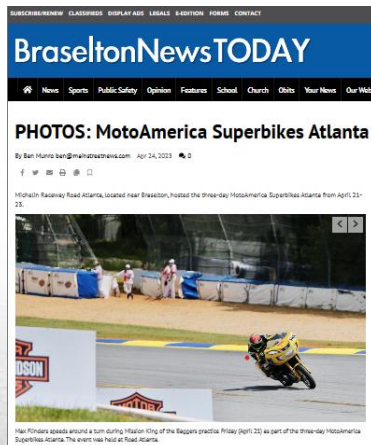 SUBSCRIBE/RENEW CLASSIFIEDS DISPLAY ADS LEGALS E-EDITION FORMS CONTACT
BraseltonNewsTODAY
News Sports Public Safety Opinion Features School Church Obits Your News Our Web
PHOTOS: MotoAmerica Superbikes Atlanta
By Ben Munro ben@mainstreetnews.com Apr 24, 2023 0
Michelin Raceway Road Atlanta, located near Braselton, hosted the three-day MotoAmerica Superbikes Atlanta from April 21-
23.
DSON
Max Flinders speeds around a turn during Mission King of the Baggers practice Friday (April 21) as part of the three-day MotoAmerica
Superbikes Atlanta. The event was held at Road Atlanta.